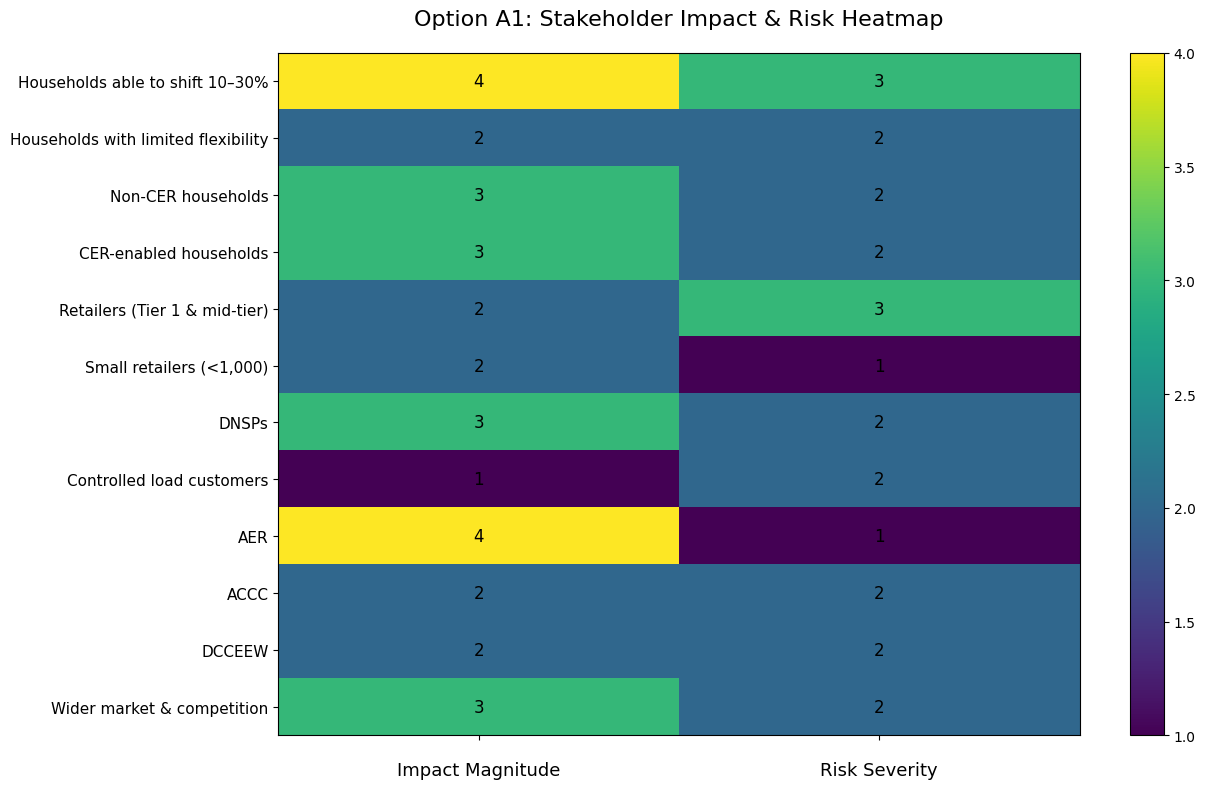 Option A1: Stakeholder Impact & Risk Heatmap
Households able to shift 10–30% 4 3
Households with limited flexibility 2 2
Non-CER households 3 2
CER-enabled households 3 2
Retailers (Tier 1 & mid-tier) 2 3
Small retailers (<1,000) 2 1
DNSPs 3 2
Controlled load customers 1 2
AER 4 1
ACCC 2 2
DCCEEW 2 2
Wider market & competition 3 2
Impact Magnitude Risk Severity
4.0
3.5
3.0
2.5
2.0
1.5
1.0